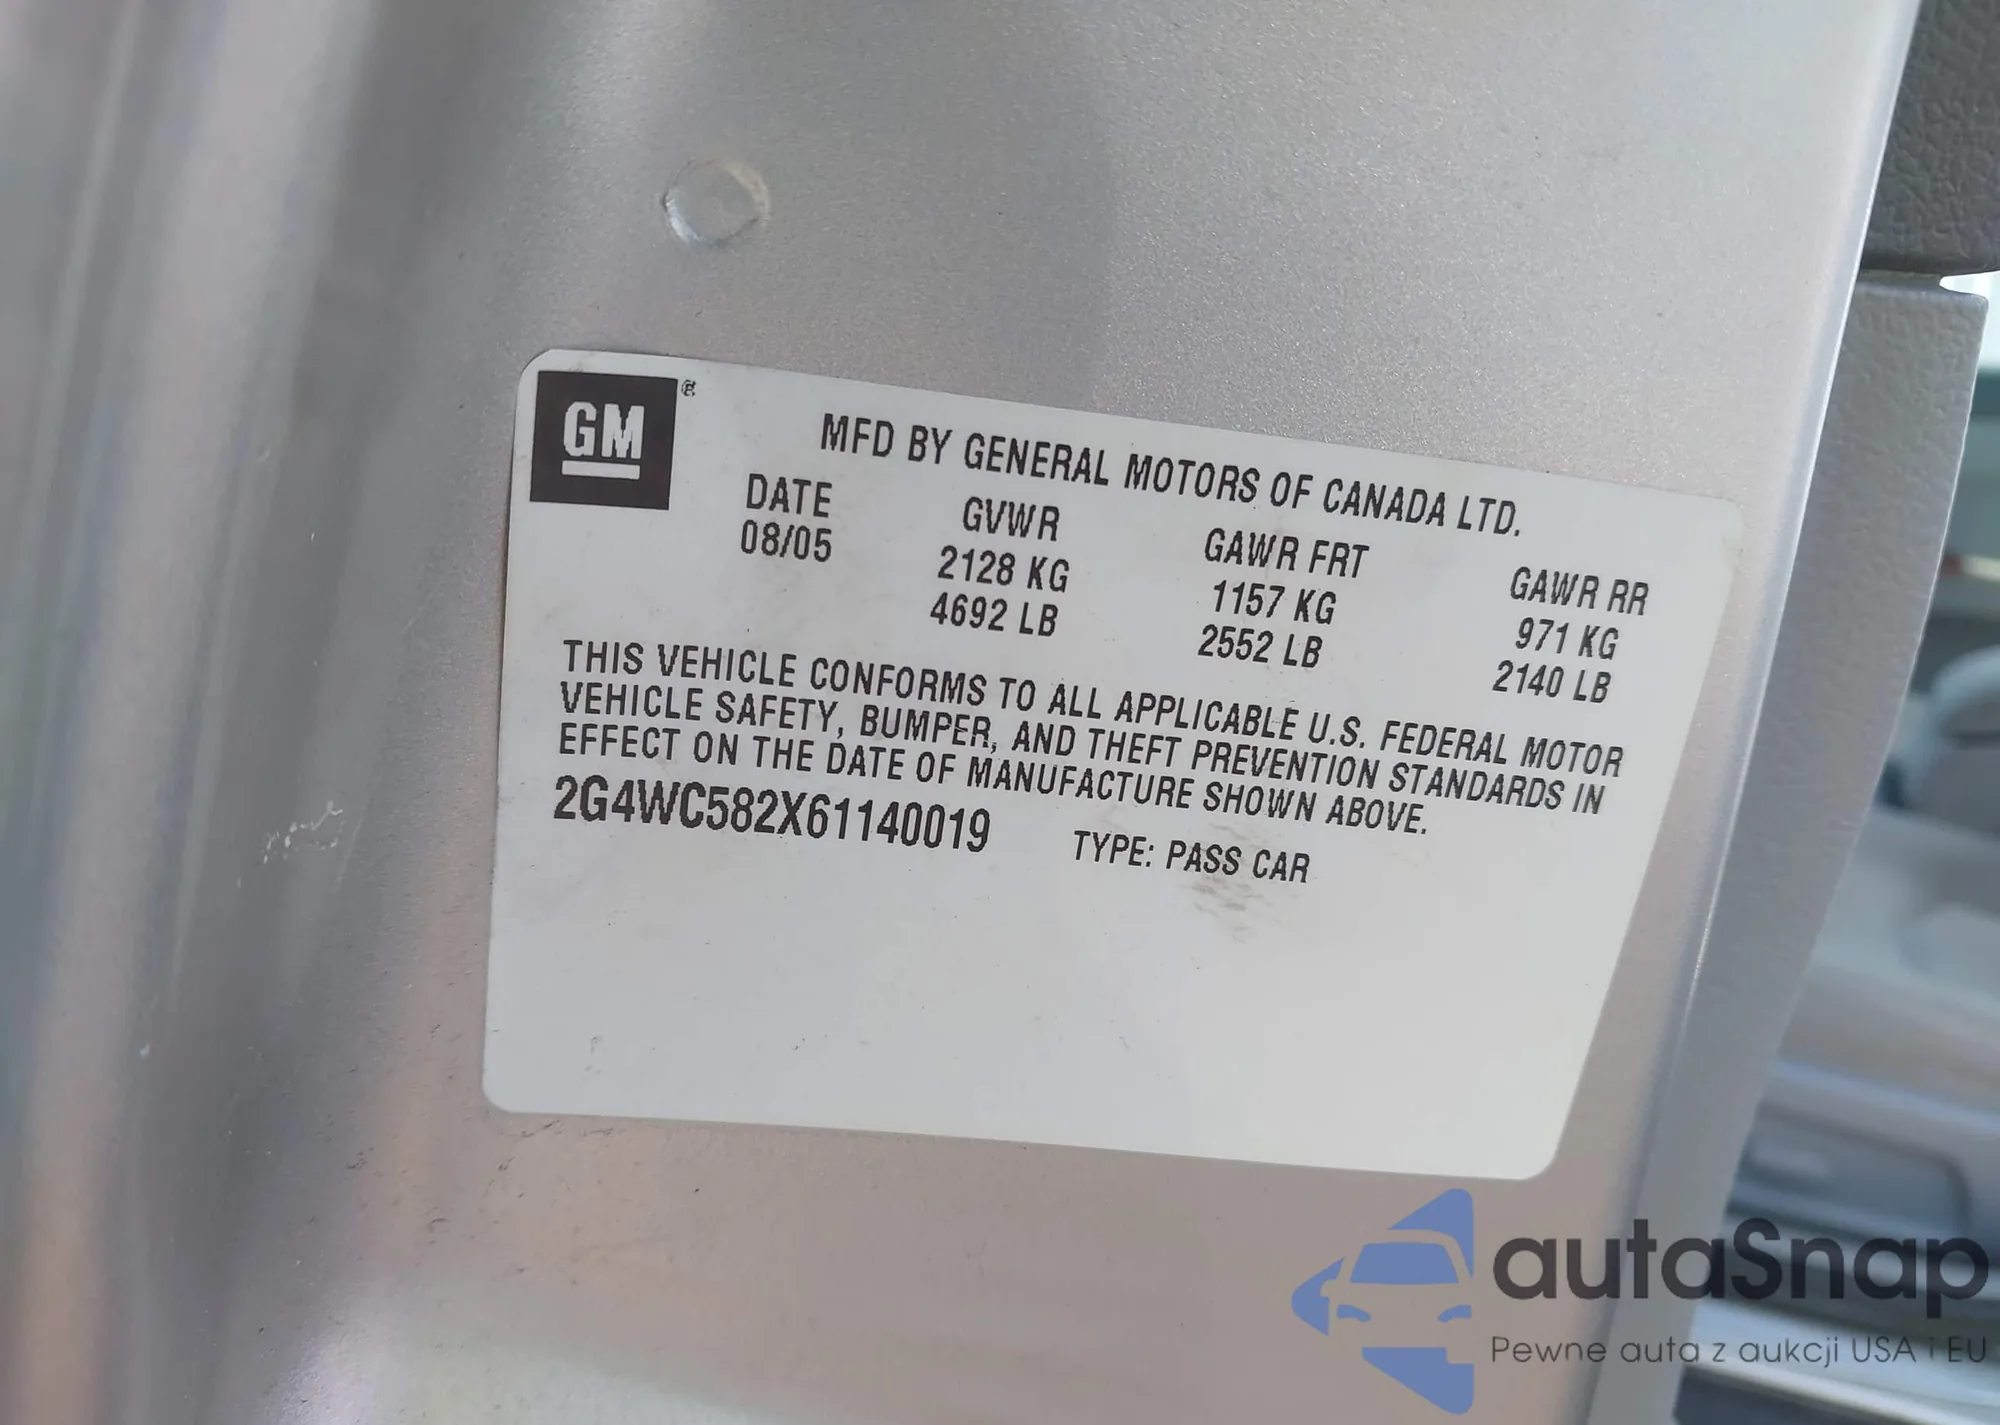 GM ®
MFD BY GENERAL MOTORS OF CANADA LTD.
DATE GVWR GAWR FRT GAWR RR
08/05 2128 KG 1157 KG 971 KG
4692 LB 2552 LB 2140 LB
THIS VEHICLE CONFORMS TO ALL APPLICABLE U.S. FEDERAL MOTOR
VEHICLE SAFETY, BUMPER, AND THEFT PREVENTION STANDARDS IN
EFFECT ON THE DATE OF MANUFACTURE SHOWN ABOVE.
2G4WC582X61140019 TYPE: PASS CAR
autaSnap
Pewne auta z aukcji USA i EU